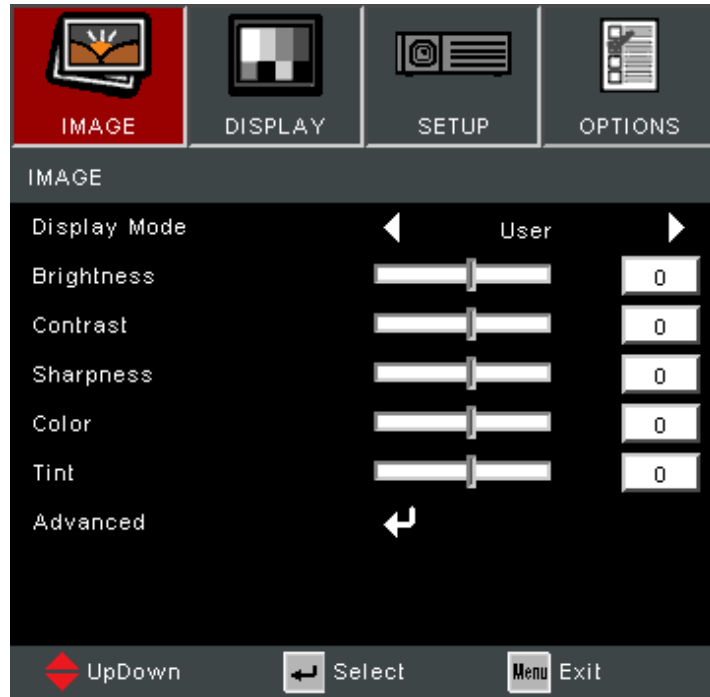 IMAGE DISPLAY SETUP OPTIONS
IMAGE
Display Mode User
Brightness 0
Contrast 0
Sharpness 0
Color 0
Tint 0
Advanced
UpDown Select Menu Exit